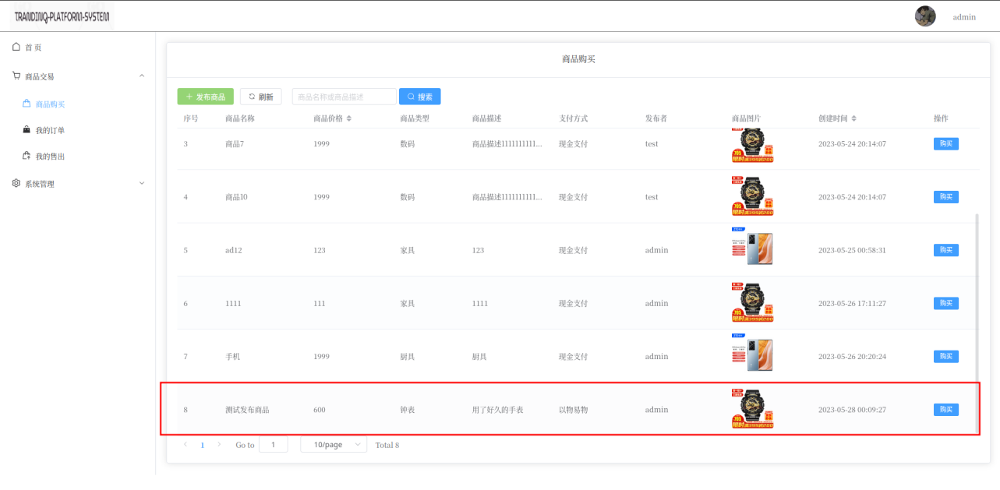 TRANDINQ-PLATFORM-SYSTEM
admin
首页
商品交易
商品购买
我的订单
我的售出
系统管理
商品购买
发布商品 刷新 商品名称或商品描述 搜索
序号 商品名称 商品价格 商品类型 商品描述 支付方式 发布者 商品图片 创建时间 操作
3 商品7 1999 数码 商品描述1111111111... 现金支付 test 2023-05-24 20:14:07 购买
4 商品10 1999 数码 商品描述1111111111... 现金支付 test 2023-05-24 20:14:07 购买
5 ad12 123 家具 123 现金支付 admin 2023-05-25 00:58:31 购买
6 1111 111 家具 1111 现金支付 admin 2023-05-26 17:11:27 购买
7 手机 1999 厨具 厨具 现金支付 admin 2023-05-26 20:20:24 购买
8 测试发布商品 600 钟表 用了好久的手表 以物易物 admin 2023-05-28 00:09:27 购买
1 Go to 1 10/page Total 8